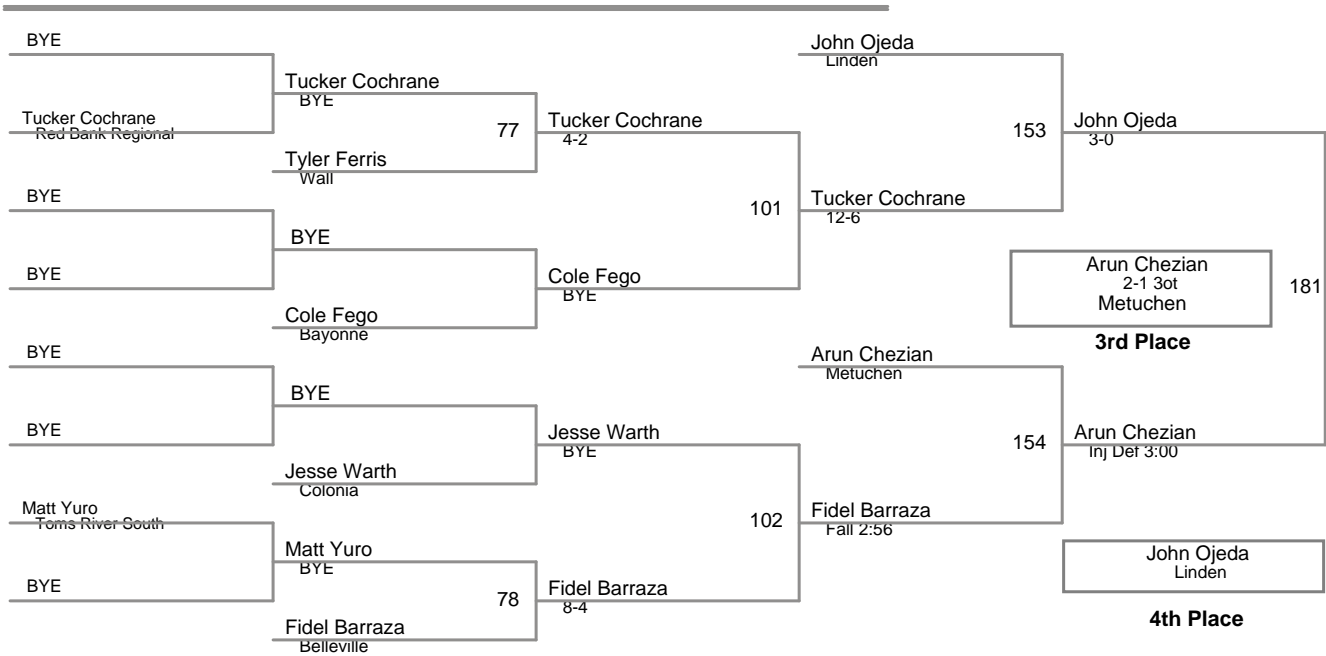 BYE
Tucker Cochrane
Red Bank Regional
BYE
BYE
BYE
BYE
Matt Yuro
Toms River South
BYE
Tucker Cochrane
BYE
77
Tyler Ferris
Wall
BYE
Cole Fego
Bayonne
BYE
Jesse Warth
Colonia
Matt Yuro
BYE
78
Fidel Barraza
Belleville
Tucker Cochrane
4-2
101
Cole Fego
BYE
Jesse Warth
BYE
102
Fidel Barraza
8-4
John Ojeda
Linden
153
Tucker Cochrane
12-6
Arun Chezian
Metuchen
154
Fidel Barraza
Fall 2:56
John Ojeda
3-0
181
Arun Chezian
Inj Def 3:00
Arun Chezian
2-1 3ot
Metuchen
3rd Place
John Ojeda
Linden
4th Place